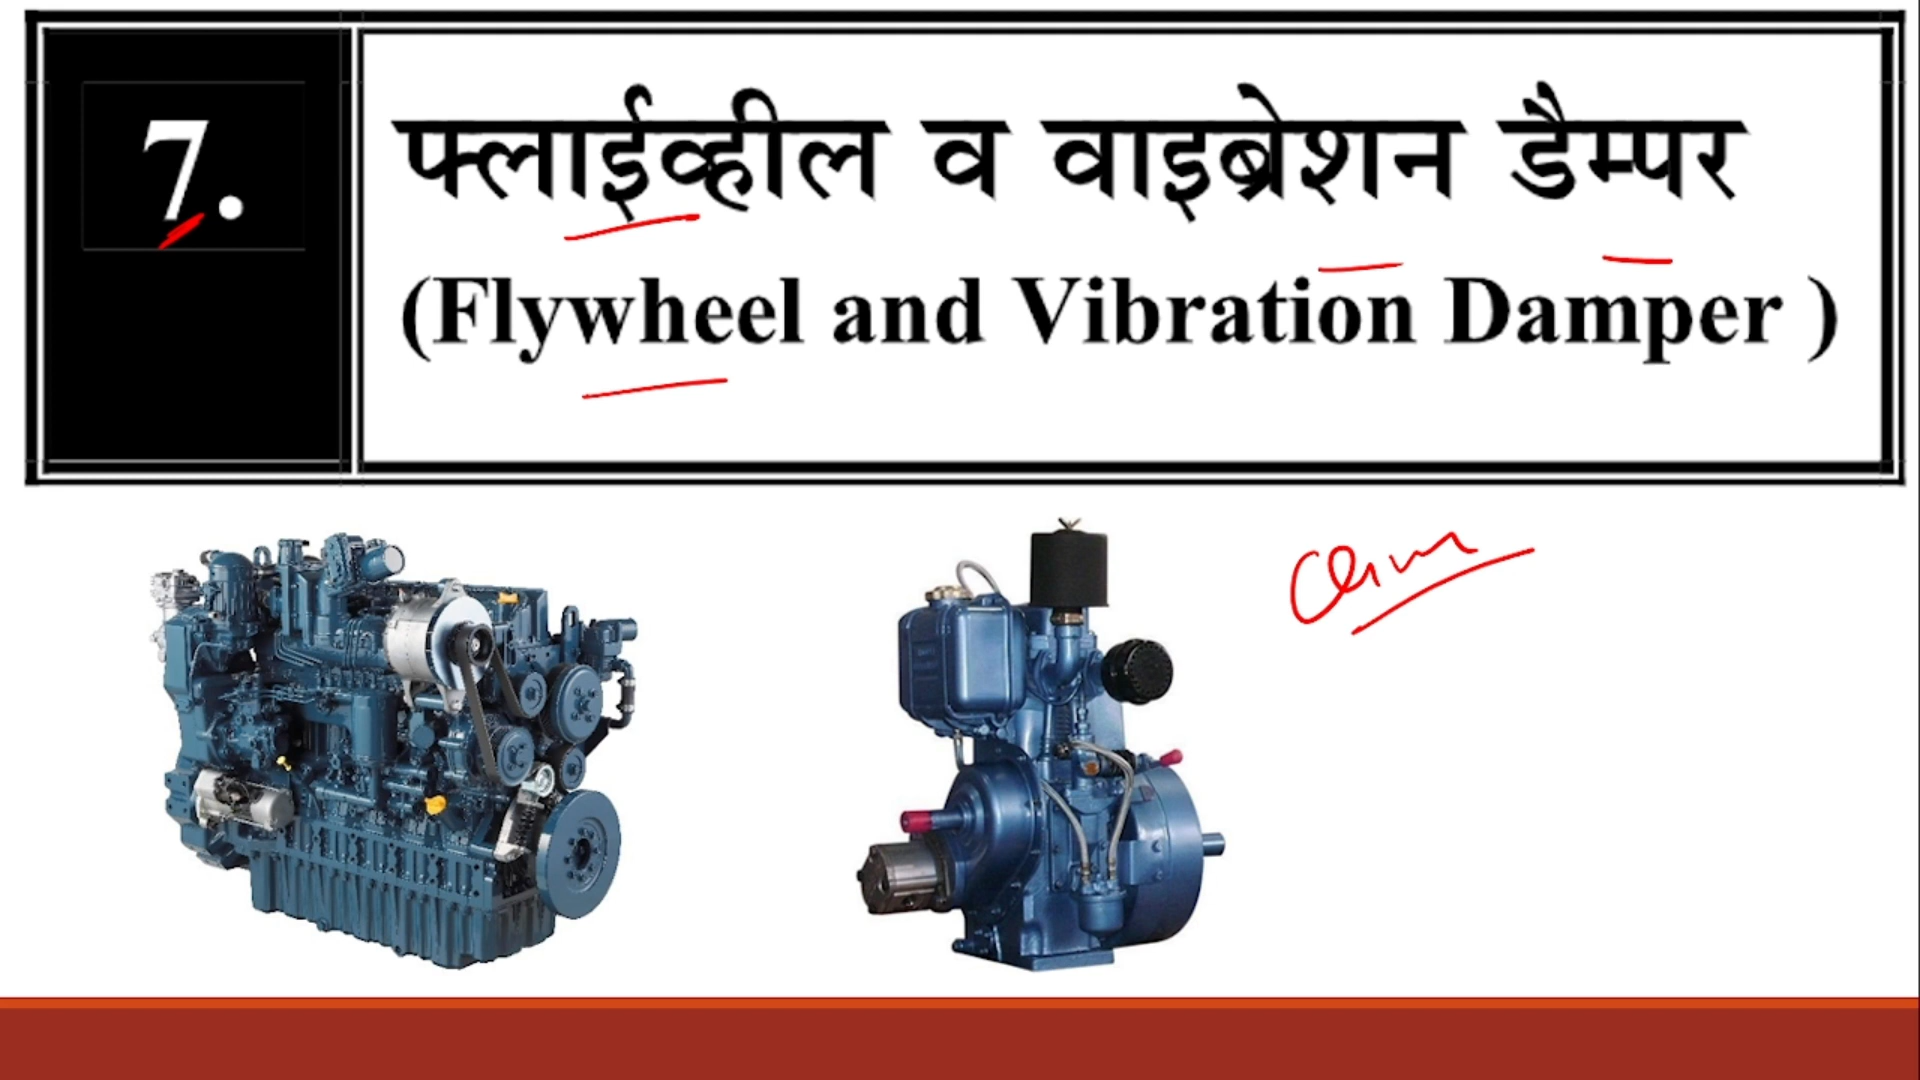 7.
फ्लाईव्हील व वाइब्रेशन डैम्पर
(Flywheel and Vibration Damper )